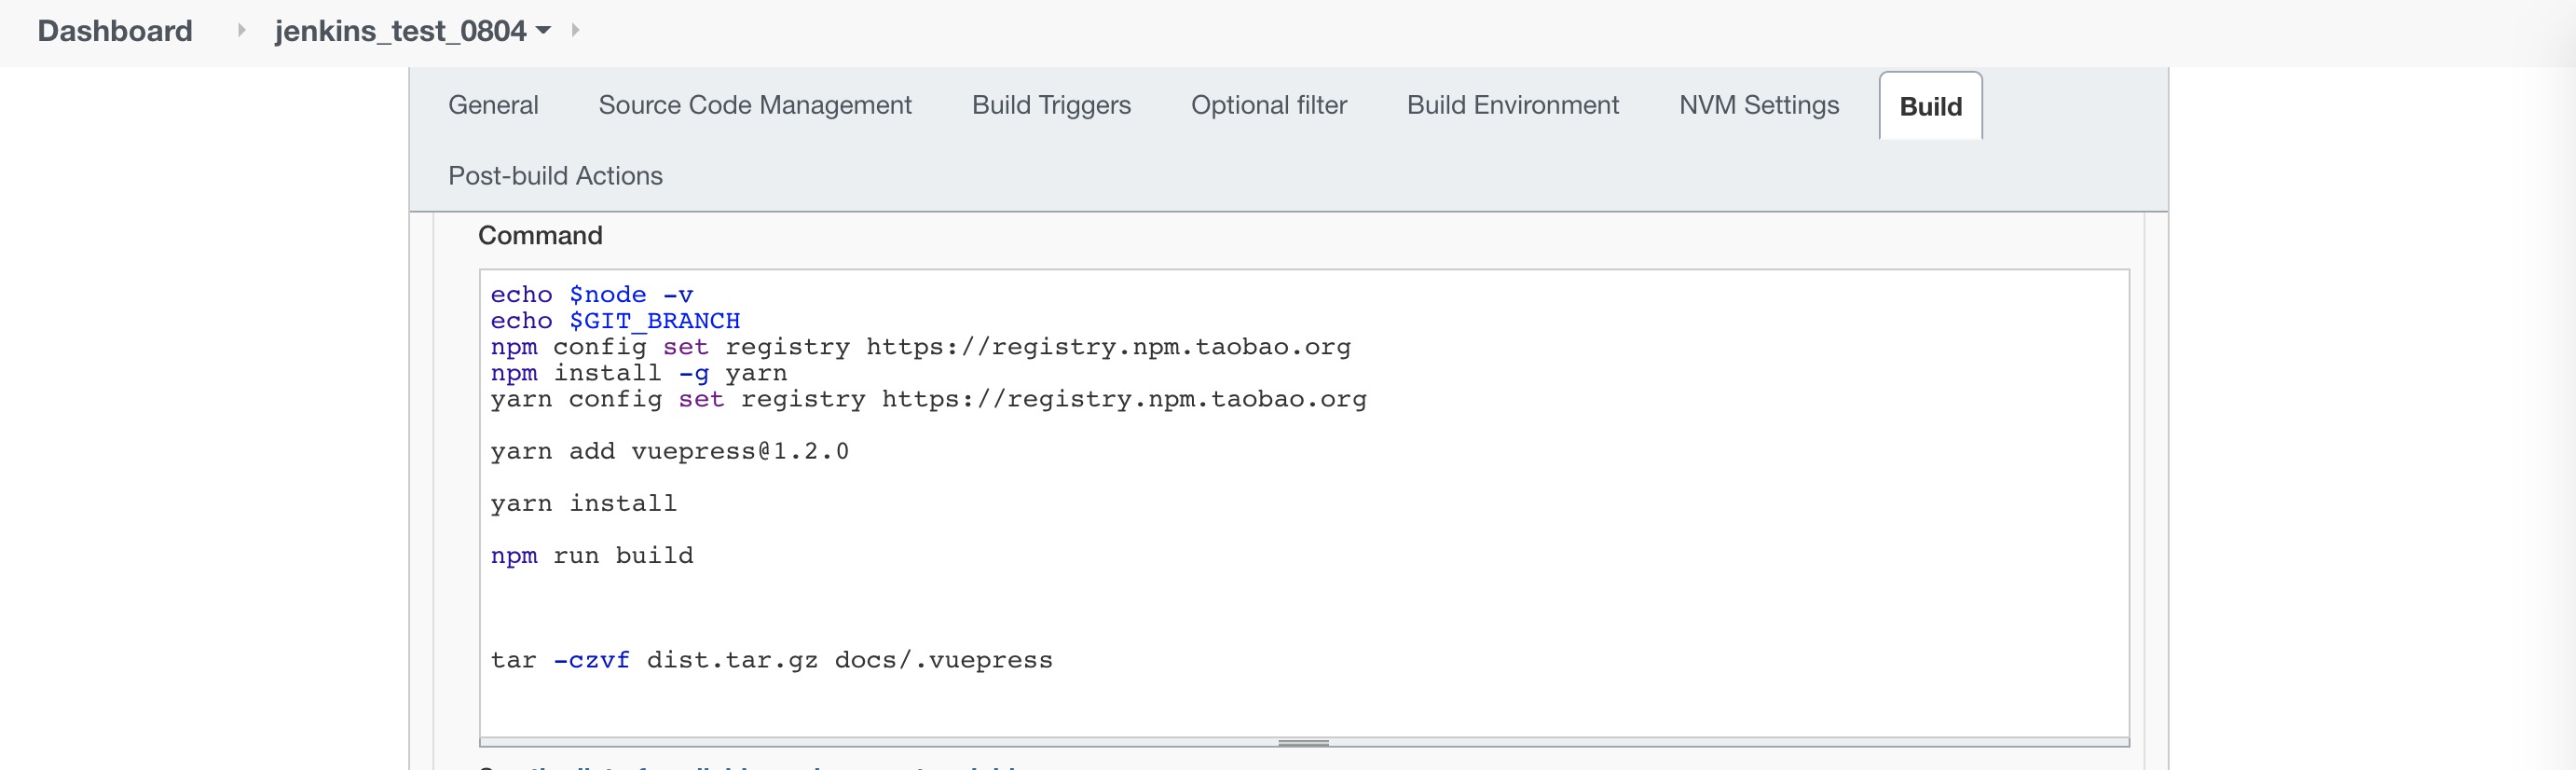 Dashboard jenkins_test_0804
General Source Code Management Build Triggers Optional filter Build Environment NVM Settings Build
Post-build Actions
Command
echo $node -v
echo $GIT_BRANCH
npm config set registry https://registry.npm.taobao.org
npm install -g yarn
yarn config set registry https://registry.npm.taobao.org
yarn add vuepress@1.2.0
yarn install
npm run build
tar -czvf dist.tar.gz docs/.vuepress